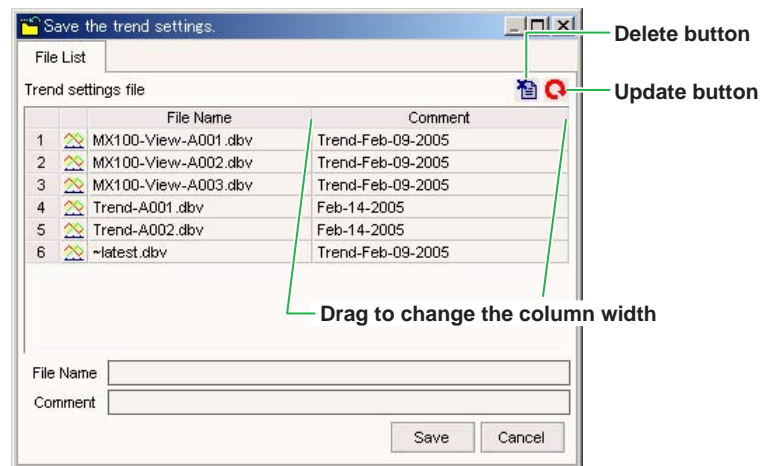 Save the trend settings.
Delete button
File List
Trend settings file
Update button
File Name Comment
1 MX100-View-A001.dbv Trend-Feb-09-2005
2 MX100-View-A002.dbv Trend-Feb-09-2005
3 MX100-View-A003.dbv Trend-Feb-09-2005
4 Trend-A001.dbv Feb-14-2005
5 Trend-A002.dbv Feb-14-2005
6 ~latest.dbv Trend-Feb-09-2005
Drag to change the column width
File Name
Comment
Save Cancel